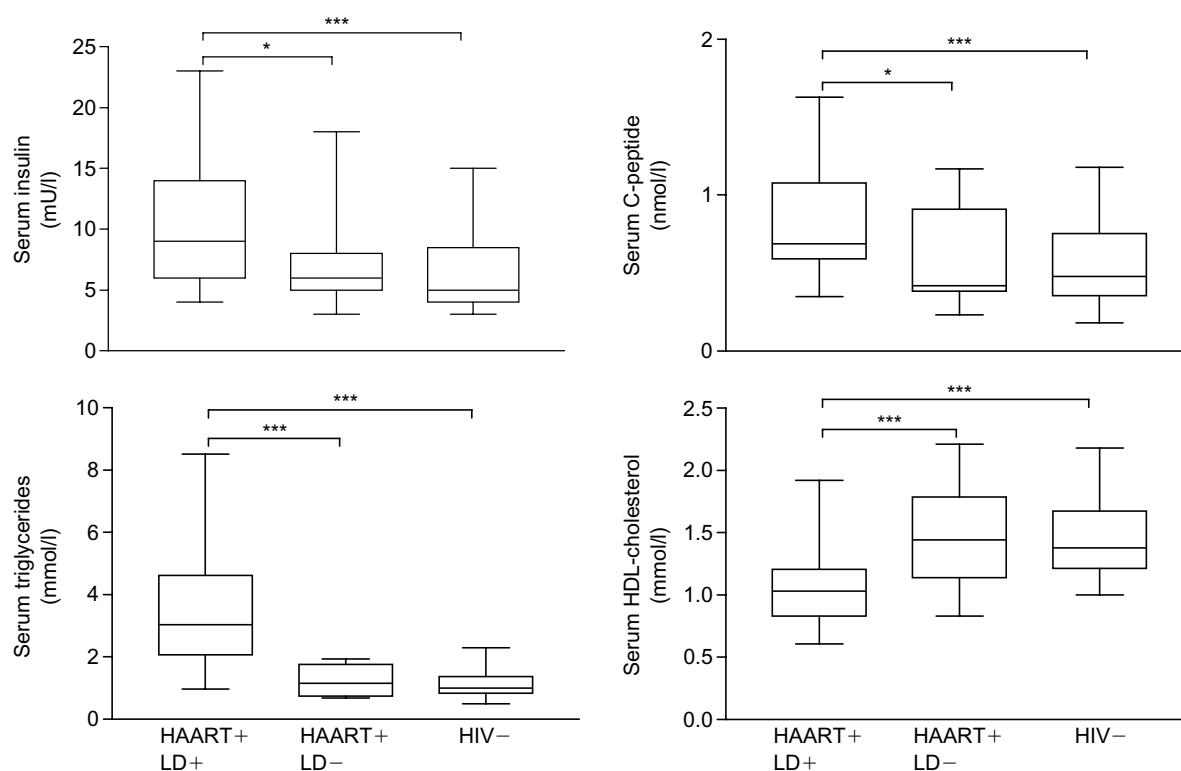 ***
*
25
20
15
10
5
0
Serum insulin
(mU/l)
***
*
2
1
0
Serum C-peptide
(nmol/l)
***
***
10
8
6
4
2
0
Serum triglycerides
(mmol/l)
HAART+
LD+
HAART+
LD−
HIV−
***
***
2.5
2.0
1.5
1.0
0.5
0.0
Serum HDL-cholesterol
(mmol/l)
HAART+
LD+
HAART+
LD−
HIV−